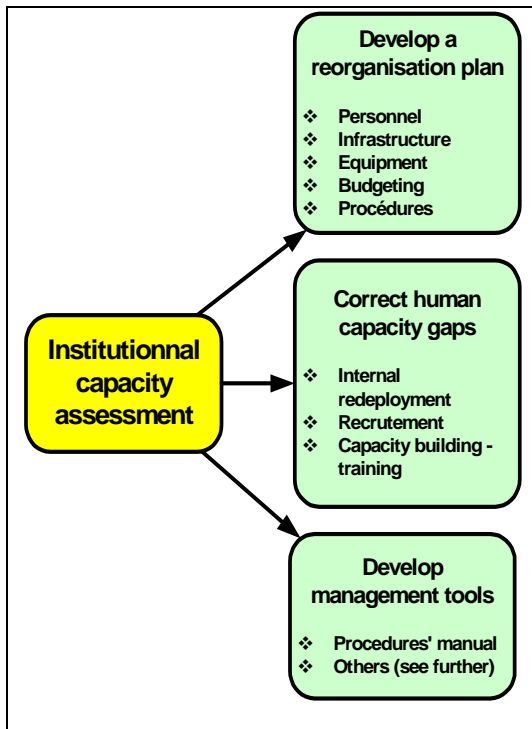 Develop a
reorganisation plan
❖ Personnel
❖ Infrastructure
❖ Equipment
❖ Budgeting
❖ Procédures
Institutionnal
capacity
assessment
Correct human
capacity gaps
❖ Internal
redeployment
❖ Recrutement
❖ Capacity building -
training
Develop
management tools
❖ Procedures' manual
❖ Others (see further)